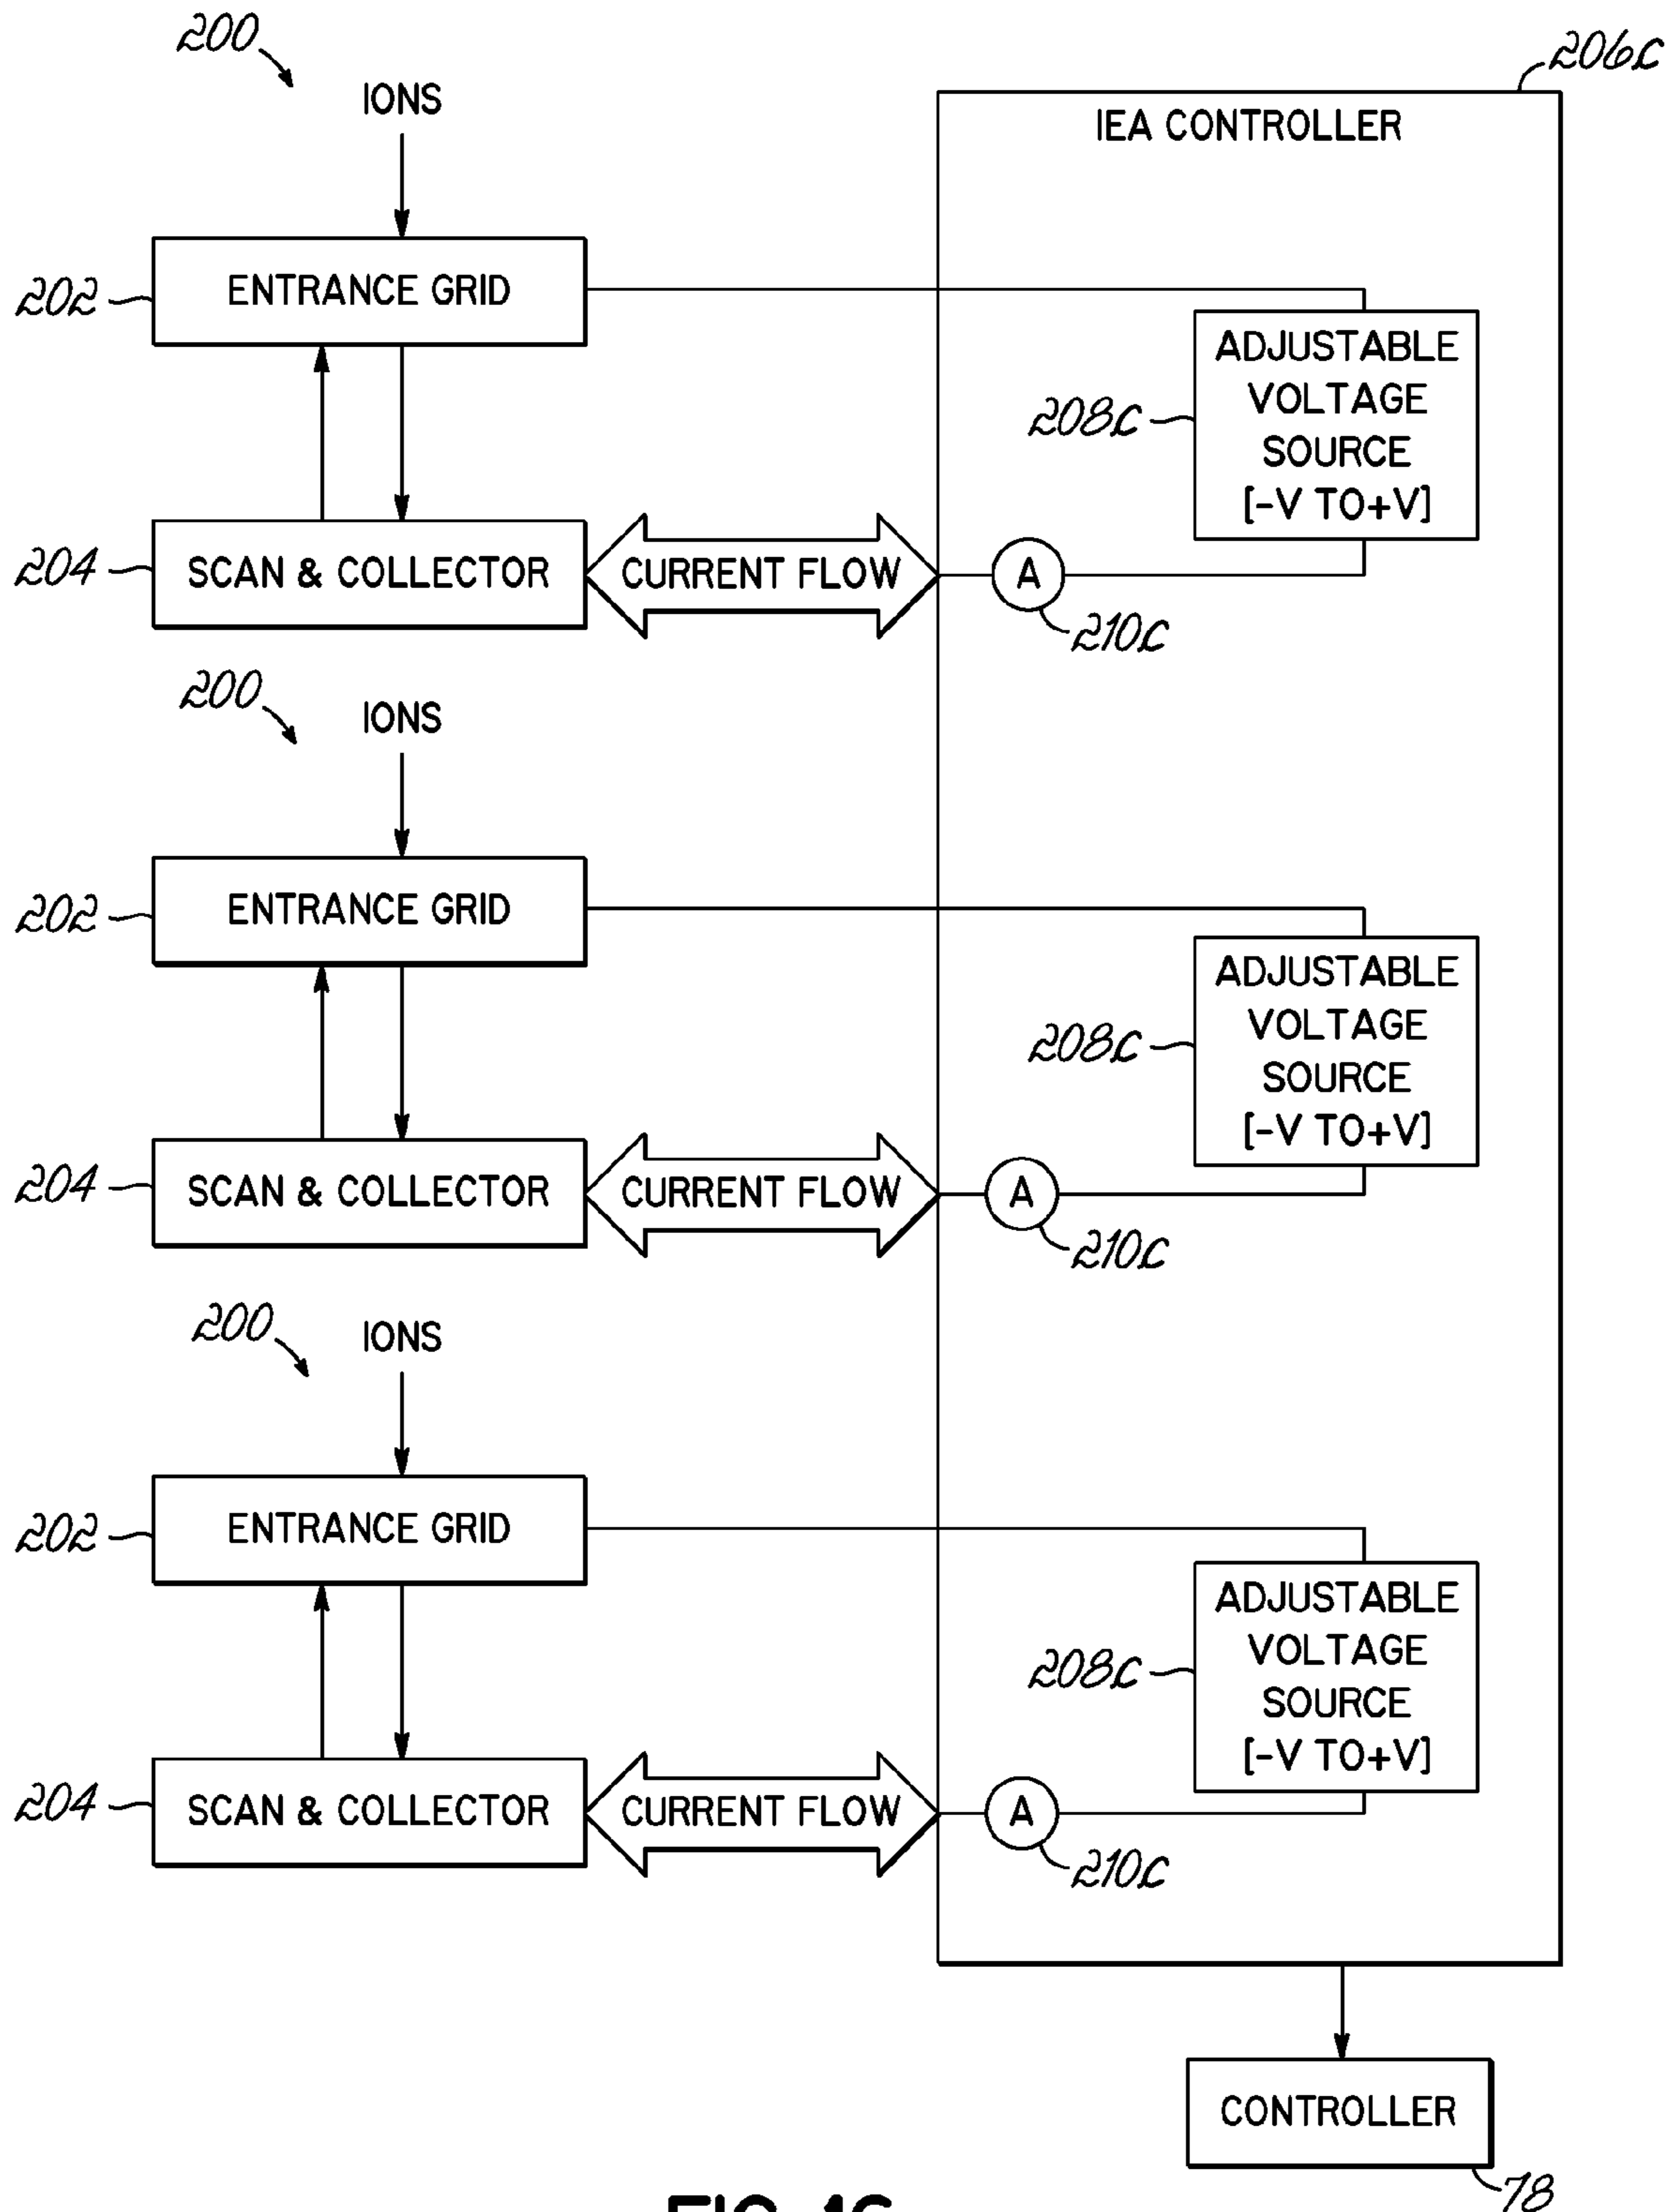 200
IONS
206C
IEA CONTROLLER
202
ENTRANCE GRID
ADJUSTABLE
VOLTAGE
SOURCE
[-V TO+V]
208C
204
SCAN & COLLECTOR
CURRENT FLOW
A
210C
200
IONS
202
ENTRANCE GRID
ADJUSTABLE
VOLTAGE
SOURCE
[-V TO+V]
208C
204
SCAN & COLLECTOR
CURRENT FLOW
A
210C
200
IONS
202
ENTRANCE GRID
ADJUSTABLE
VOLTAGE
SOURCE
[-V TO+V]
208C
204
SCAN & COLLECTOR
CURRENT FLOW
A
210C
CONTROLLER
78
FIG. 16